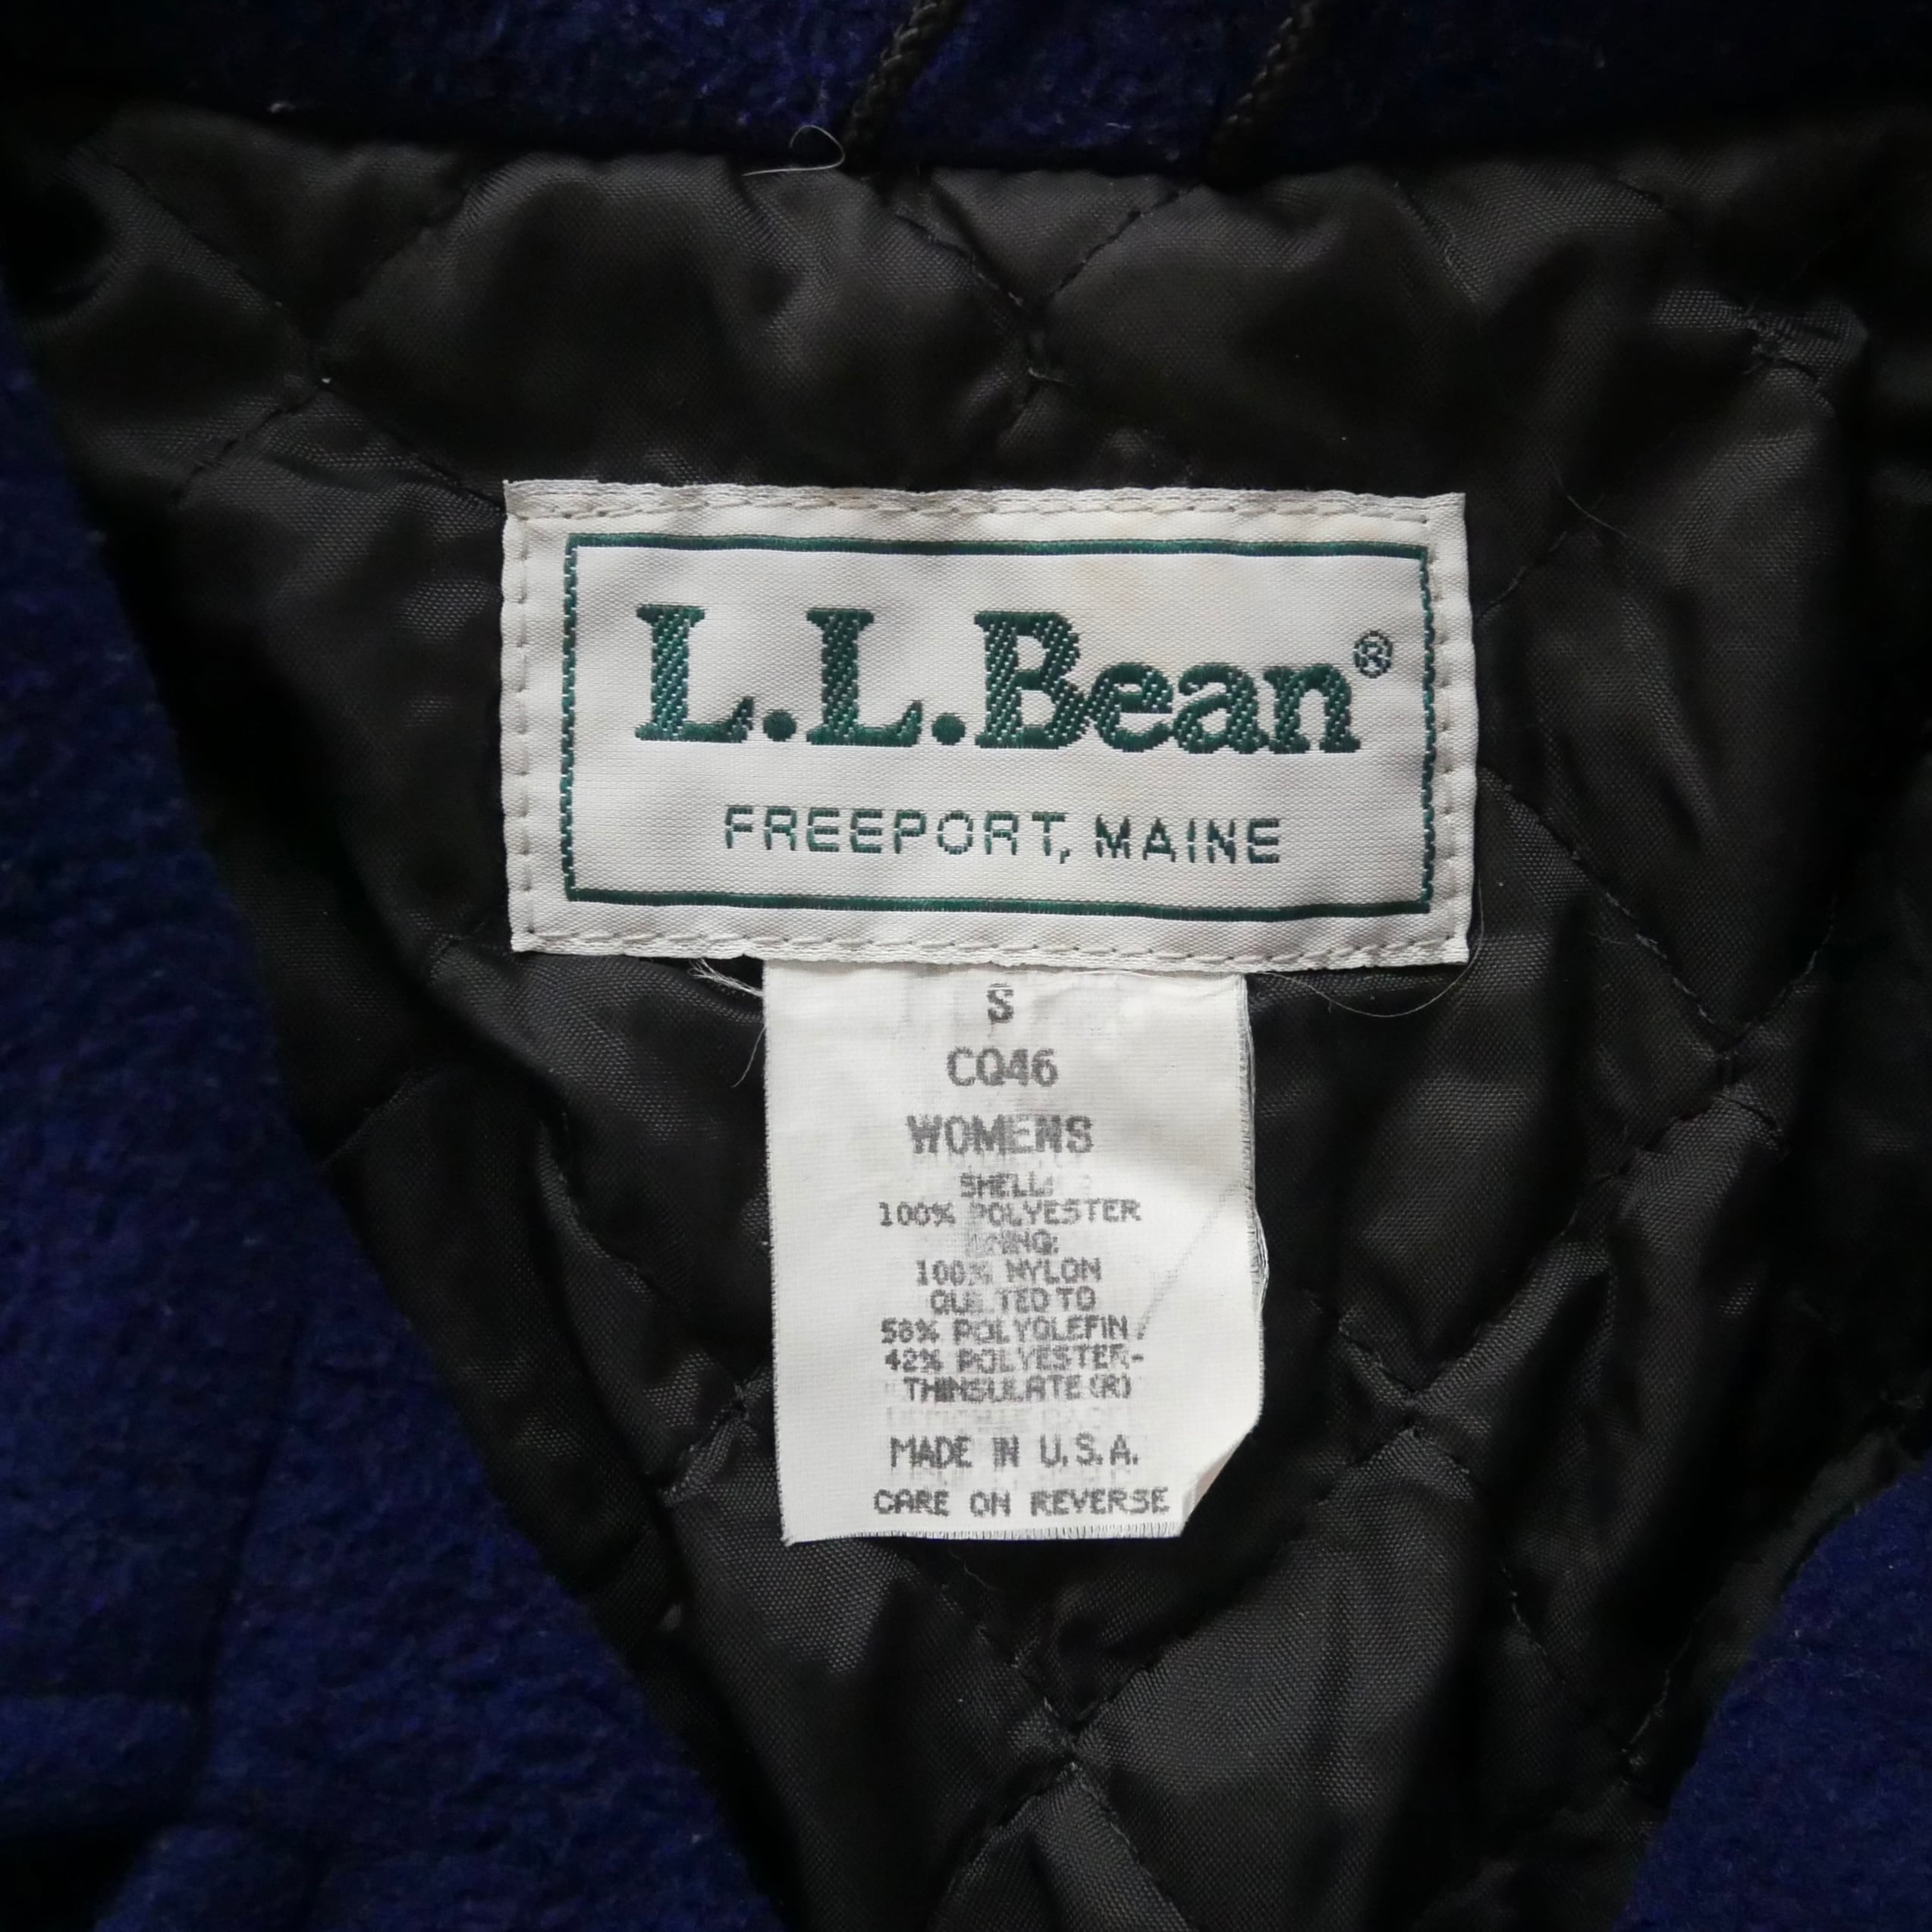 L.L.Bean®
FREEPORT, MAINE
S
CQ46
WOMENS
SHELL:
100% POLYESTER
100% NYLON
QUILTED TO
58% POLYOLEFIN/
42% POLYESTER-
THINSULATE(R)
MADE IN U.S.A.
CARE ON REVERSE